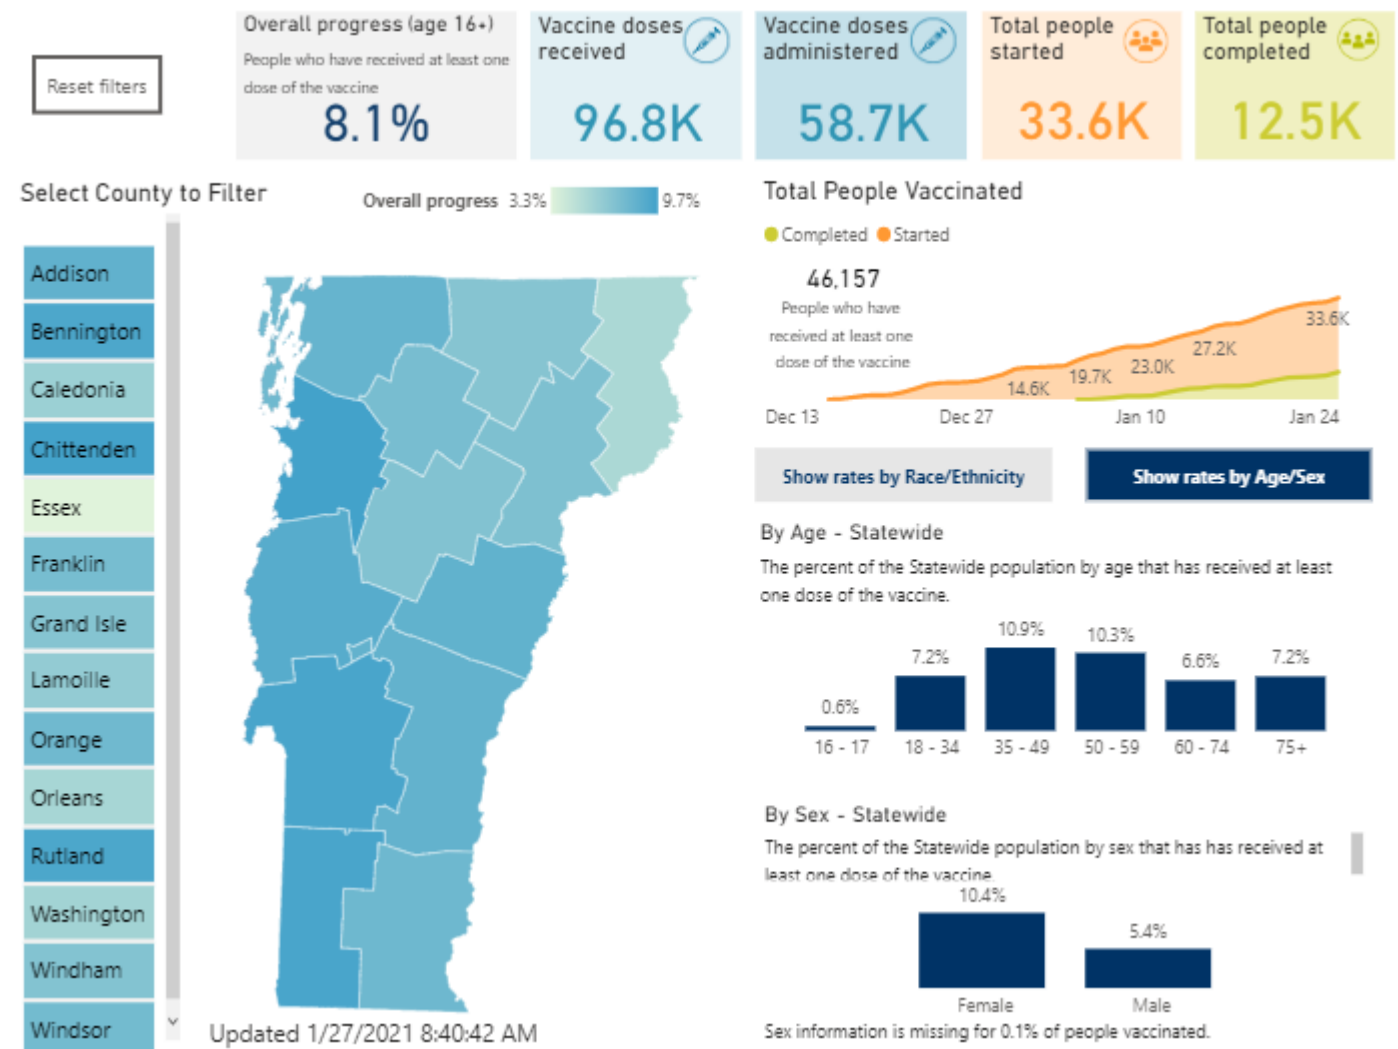 Reset filters
Overall progress (age 16+)
People who have received at least one
dose of the vaccine
8.1%
Vaccine doses
received
96.8K
Vaccine doses
administered
58.7K
Total people
started
33.6K
Total people
completed
12.5K
Select County to Filter
Overall progress 3.3% 9.7%
Addison
Bennington
Caledonia
Chittenden
Essex
Franklin
Grand Isle
Lamoille
Orange
Orleans
Rutland
Washington
Windham
Windsor
Updated 1/27/2021 8:40:42 AM
Total People Vaccinated
Completed Started
46,157
People who have
received at least one
dose of the vaccine
14.6K
19.7K
23.0K
27.2K
33.6K
Dec 13
Dec 27
Jan 10
Jan 24
Show rates by Race/Ethnicity
Show rates by Age/Sex
By Age - Statewide
The percent of the Statewide population by age that has received at least
one dose of the vaccine.
0.6%
7.2%
10.9%
10.3%
6.6%
7.2%
16 - 17
18 - 34
35 - 49
50 - 59
60 - 74
75+
By Sex - Statewide
The percent of the Statewide population by sex that has has received at
least one dose of the vaccine.
10.4%
5.4%
Female
Male
Sex information is missing for 0.1% of people vaccinated.